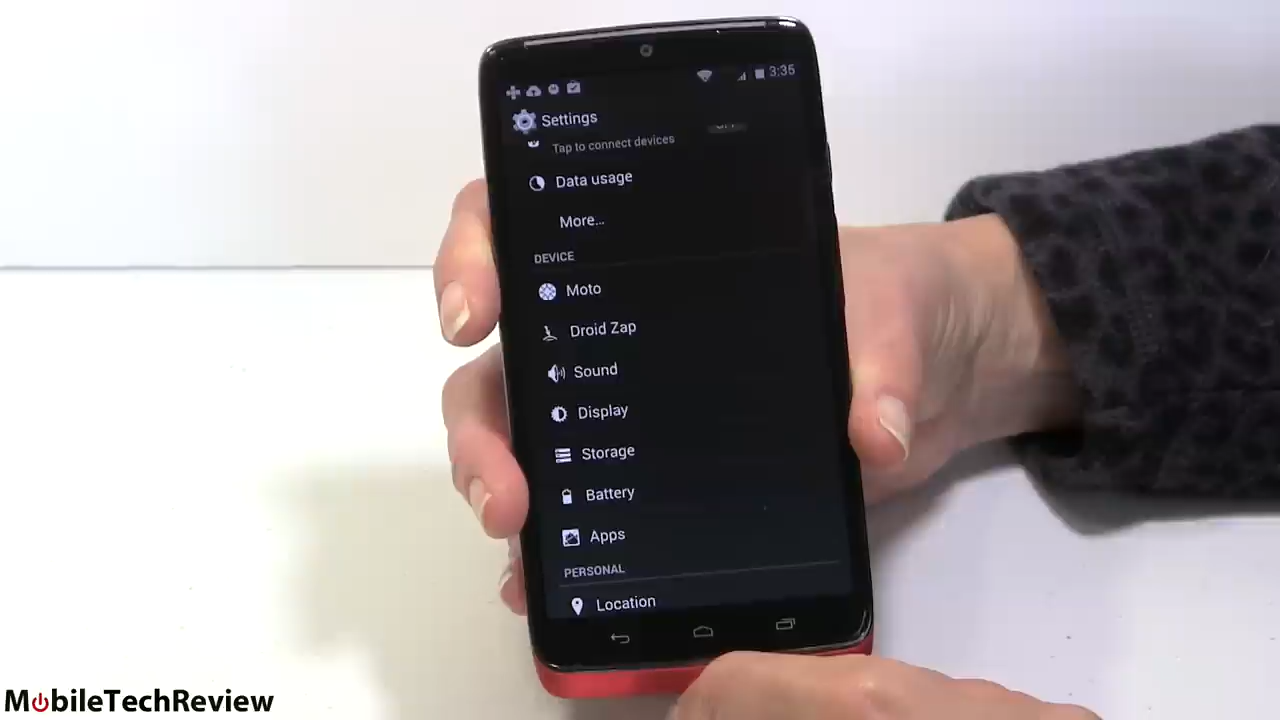 3:35
Settings
Tap to connect devices
Data usage
More...
DEVICE
Moto
Droid Zap
Sound
Display
Storage
Battery
Apps
PERSONAL
Location
MobileTechReview